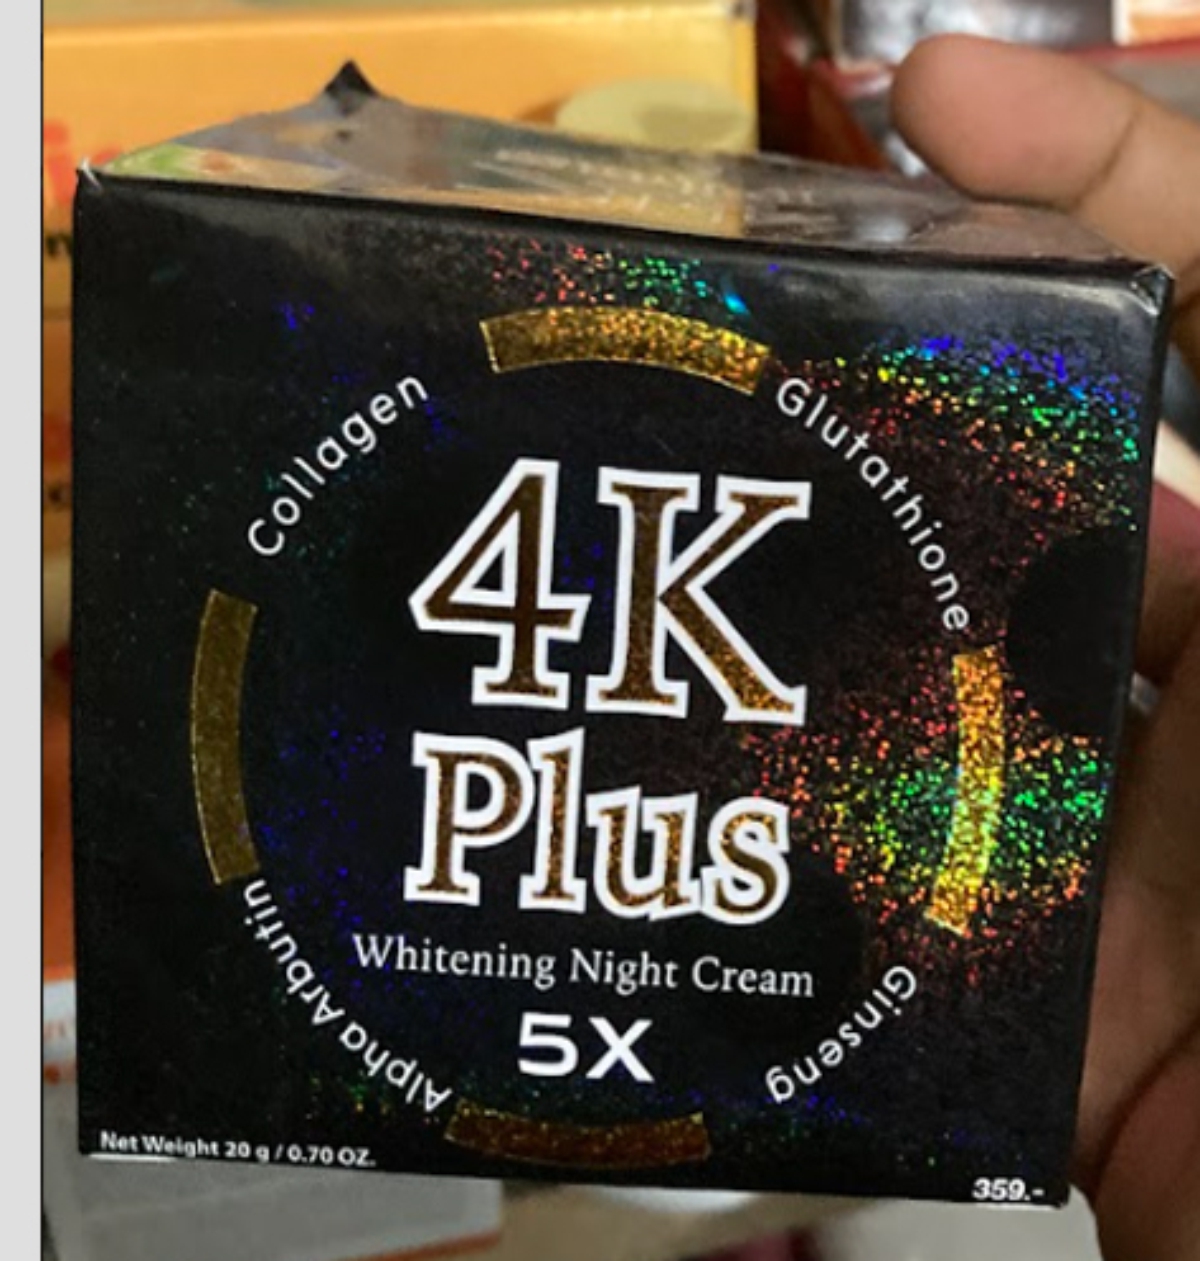 Collagen
Glutathione
4K
Plus
Whitening Night Cream
5X
Alpha Arbutin
Ginseng
Net Weight 20 g / 0.70 OZ.
359.-